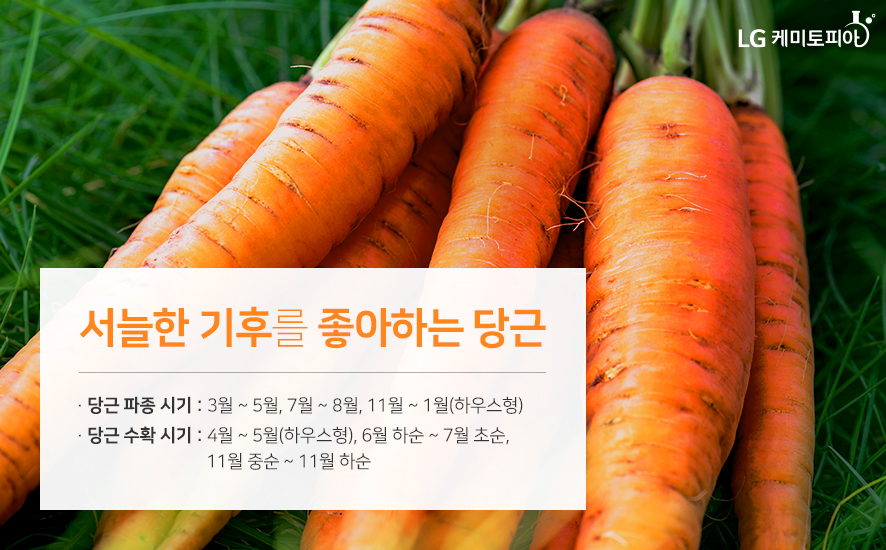 LG 케미토피아
서늘한 기후를 좋아하는 당근
· 당근 파종 시기 : 3월 ~ 5월, 7월 ~ 8월, 11월 ~ 1월(하우스형)
· 당근 수확 시기 : 4월 ~ 5월(하우스형), 6월 하순 ~ 7월 초순,
11월 중순 ~ 11월 하순